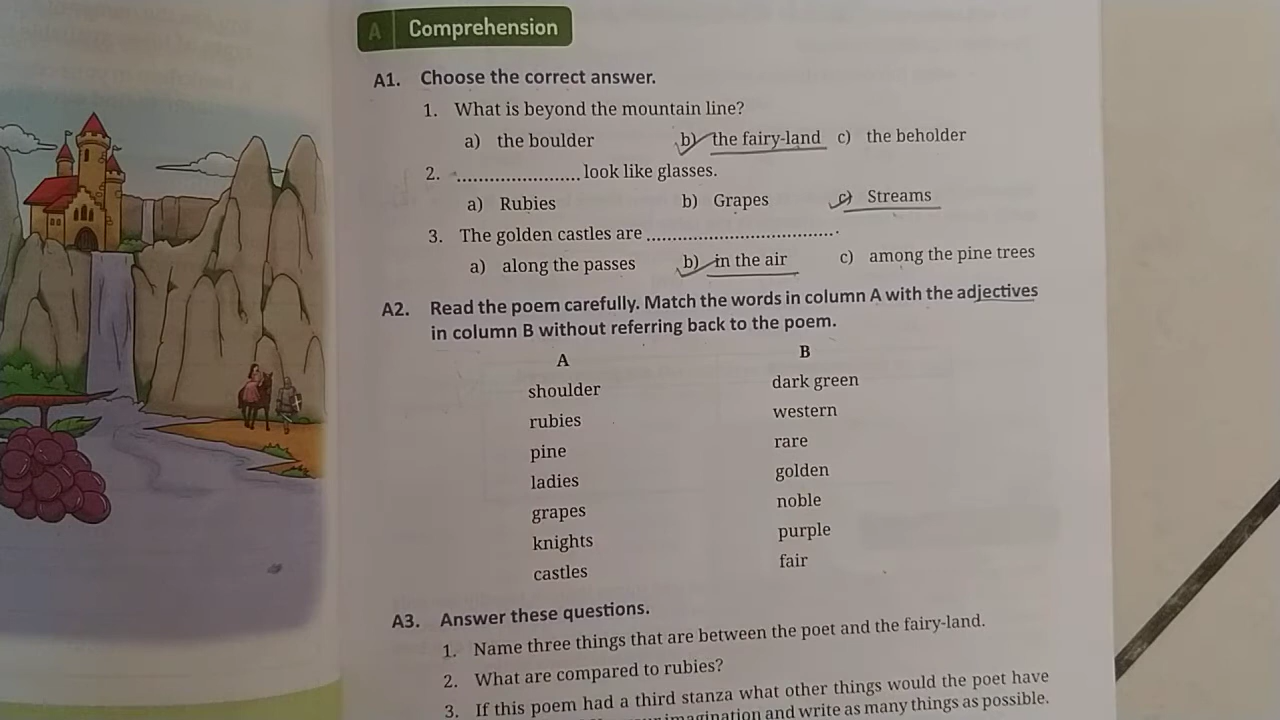 A Comprehension
A1. Choose the correct answer.
1. What is beyond the mountain line?
a) the boulder b) the fairy-land c) the beholder
2. ....................... look like glasses.
a) Rubies b) Grapes c) Streams
3. The golden castles are ...................................
a) along the passes b) in the air c) among the pine trees
A2. Read the poem carefully. Match the words in column A with the adjectives
in column B without referring back to the poem.
A B
shoulder dark green
rubies western
pine rare
ladies golden
grapes noble
knights purple
castles fair
A3. Answer these questions.
1. Name three things that are between the poet and the fairy-land.
2. What are compared to rubies?
3. If this poem had a third stanza what other things would the poet have
imagination and write as many things as possible.